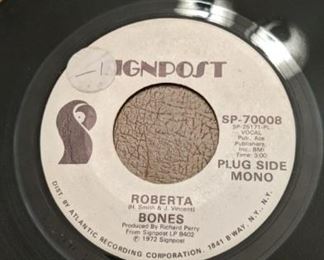 SIGNPOST
SP-70008
SP-25171-PL
VOCAL
Pub., Ace
Publishers
Inc., BMI
Time: 3:00
PLUG SIDE
MONO
ROBERTA
(H. Smith & J. Vincent)
BONES
Produced By Richard Perry
From Signpost LP 8402
℗ 1972 Signpost
DIST. BY ATLANTIC RECORDING CORPORATION, 1841 B'WAY, N.Y., N.Y.